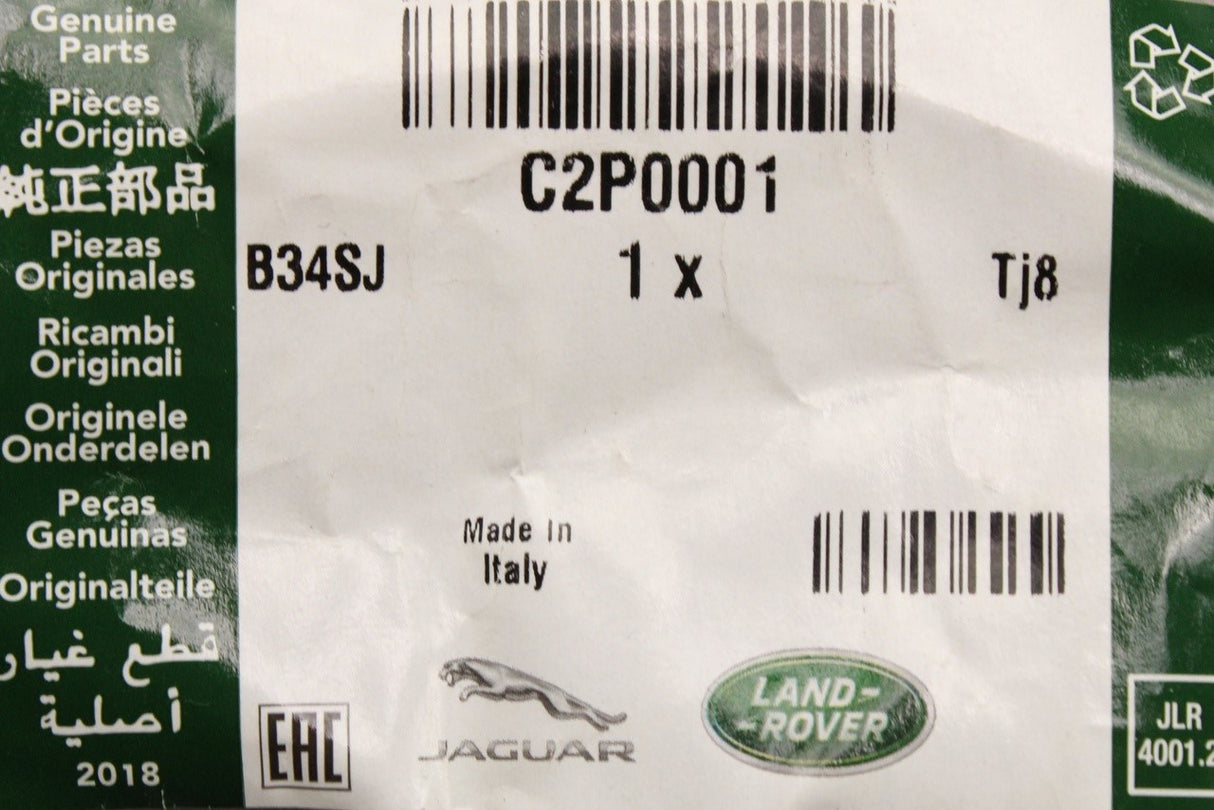 Genuine
Parts
Pièces
d'Origine
純正部品
Piezas
Originales
Ricambi
Originali
Originele
Onderdelen
Peças
Genuinas
Originalteile
قطع غيار
أصلية
2018
C2P0001
B34SJ 1 x Tj8
Made In
Italy
EAC
JAGUAR
LAND-
-ROVER
JLR
4001.2